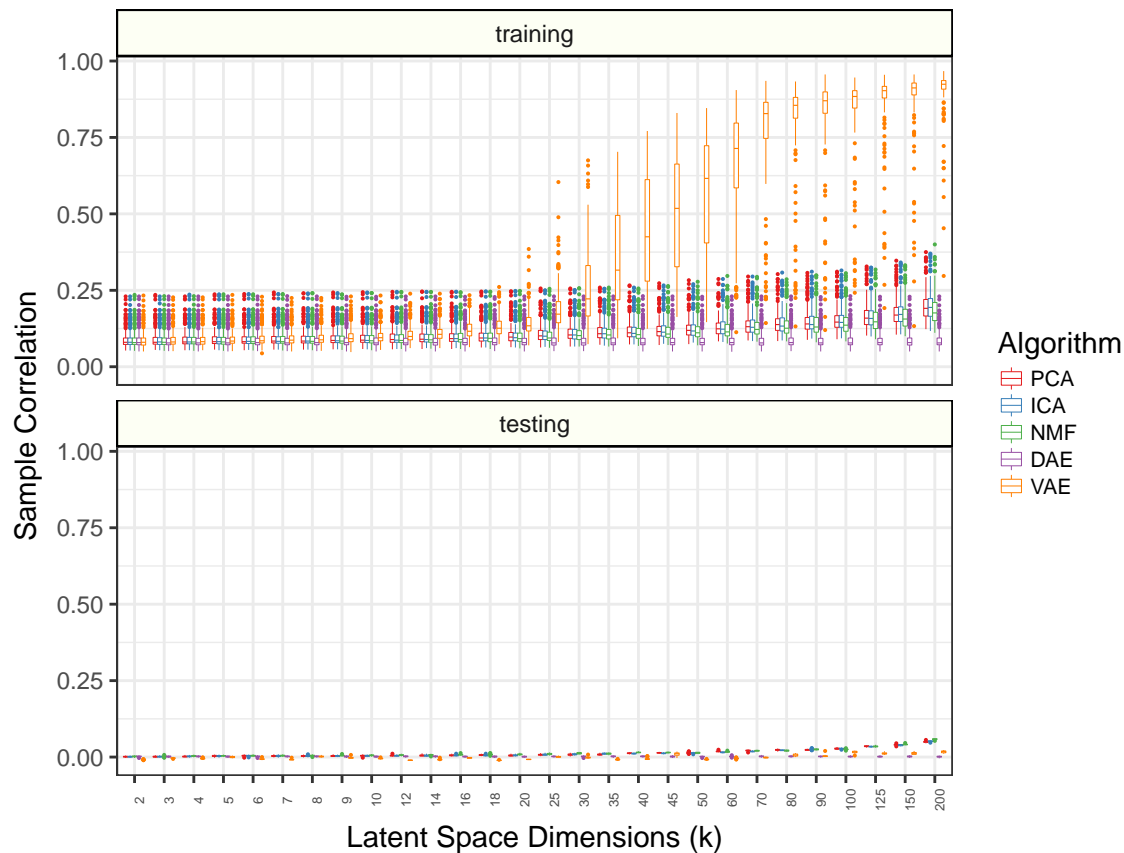 training
1.00
0.75
0.50
0.25
0.00
testing
1.00
0.75
0.50
0.25
0.00
Sample Correlation
2 3 4 5 6 7 8 9 10 12 14 16 18 20 25 30 35 40 45 50 60 70 80 90 100 125 150 200
Latent Space Dimensions (k)
Algorithm
PCA
ICA
NMF
DAE
VAE